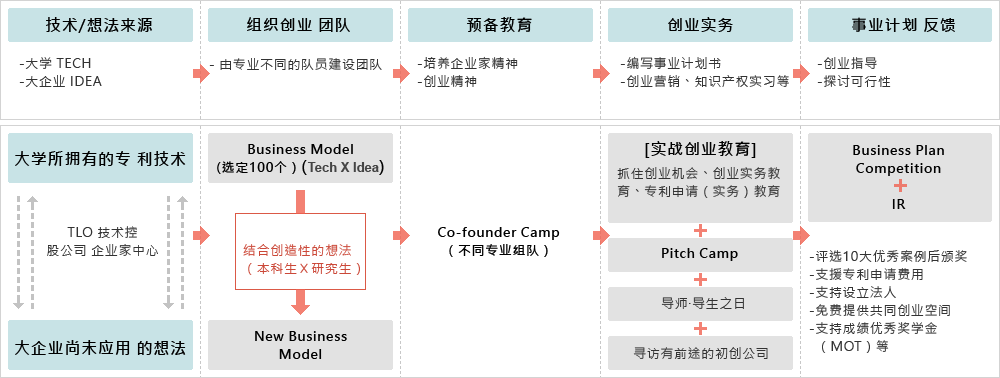 技术/想法来源
-大学 TECH
-大企业 IDEA
组织创业 团队
- 由专业不同的队员建设团队
预备教育
-培养企业家精神
-创业精神
创业实务
-编写事业计划书
-创业营销、知识产权实习等
事业计划 反馈
-创业指导
-探讨可行性
大学所拥有的专 利技术
TLO 技术控
股公司 企业家中心
大企业尚未应用 的想法
Business Model
(选定100个 ) (Tech X Idea)
结合创造性的想法
（ 本科生 X 研究生 ）
New Business
Model
Co-founder Camp
（ 不同专业组队 ）
[实战创业教育]
抓住创业机会、创业实务教
育、专利申请（ 实务 ）教育
+
Pitch Camp
+
导师·导生之日
+
寻访有前途的初创公司
Business Plan
Competition
+
IR
-评选10大优秀案例后颁奖
-支援专利申请费用
-支持设立法人
-免费提供共同创业空间
-支持成绩优秀奖学金
（ MOT ）等